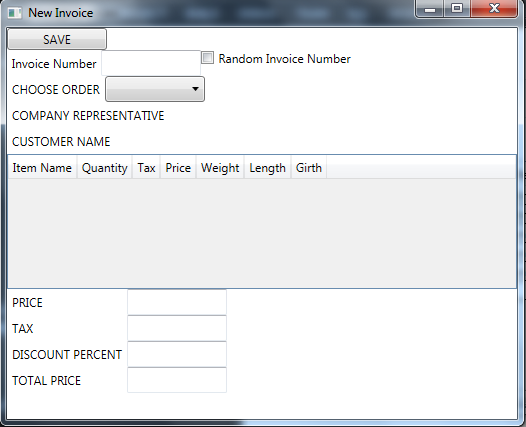 New Invoice
SAVE
Invoice Number Random Invoice Number
CHOOSE ORDER
COMPANY REPRESENTATIVE
CUSTOMER NAME
Item Name Quantity Tax Price Weight Length Girth
PRICE
TAX
DISCOUNT PERCENT
TOTAL PRICE